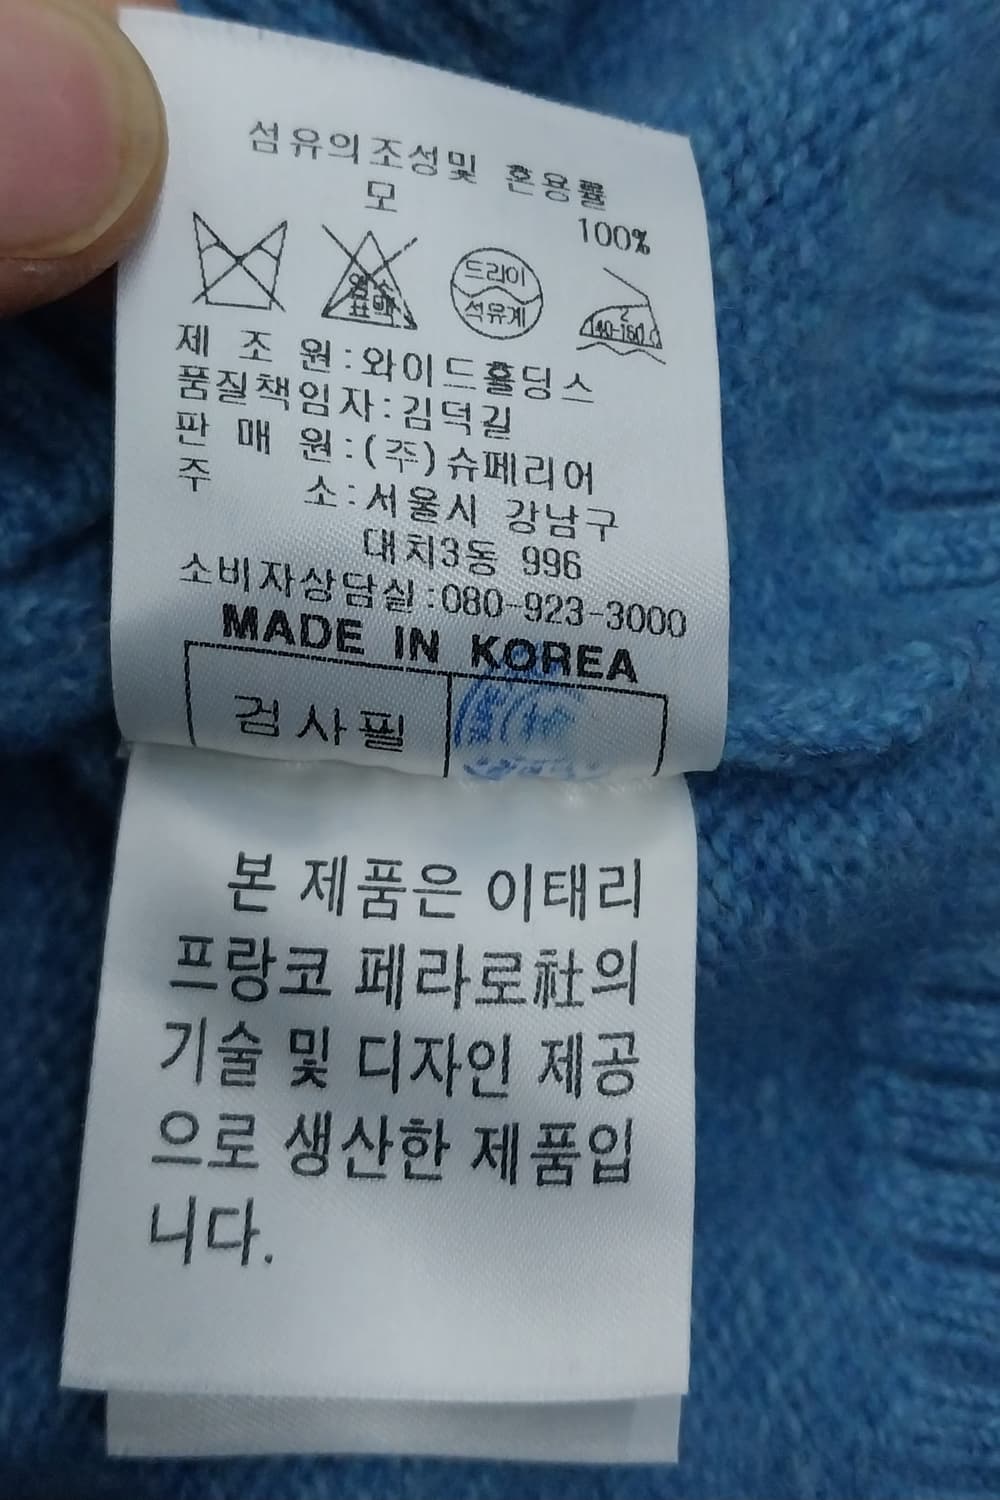 섬유의조성및 혼용률
모 100%
염소
표백
드라이
석유계
2
140-160℃
제 조 원:와이드홀딩스
품질책임자:김덕길
판 매 원:(주)슈페리어
주 소:서울시 강남구
대치3동 996
소비자상담실:080-923-3000
MADE IN KOREA
검사필
본 제품은 이태리
프랑코 페라로社의
기술 및 디자인 제공
으로 생산한 제품입
니다.